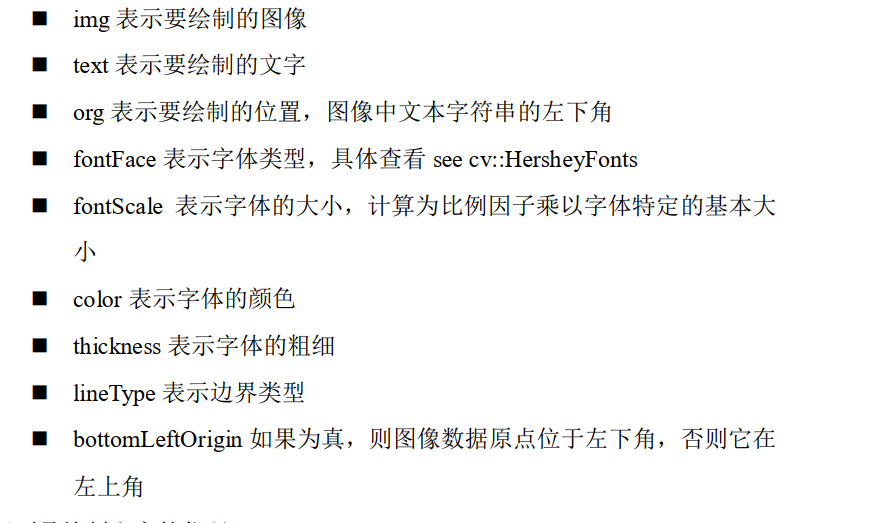 ■ img 表示要绘制的图像
■ text 表示要绘制的文字
■ org 表示要绘制的位置，图像中文本字符串的左下角
■ fontFace 表示字体类型，具体查看 see cv::HersheyFonts
■ fontScale 表示字体的大小，计算为比例因子乘以字体特定的基本大
小
■ color 表示字体的颜色
■ thickness 表示字体的粗细
■ lineType 表示边界类型
■ bottomLeftOrigin 如果为真，则图像数据原点位于左下角，否则它在
左上角